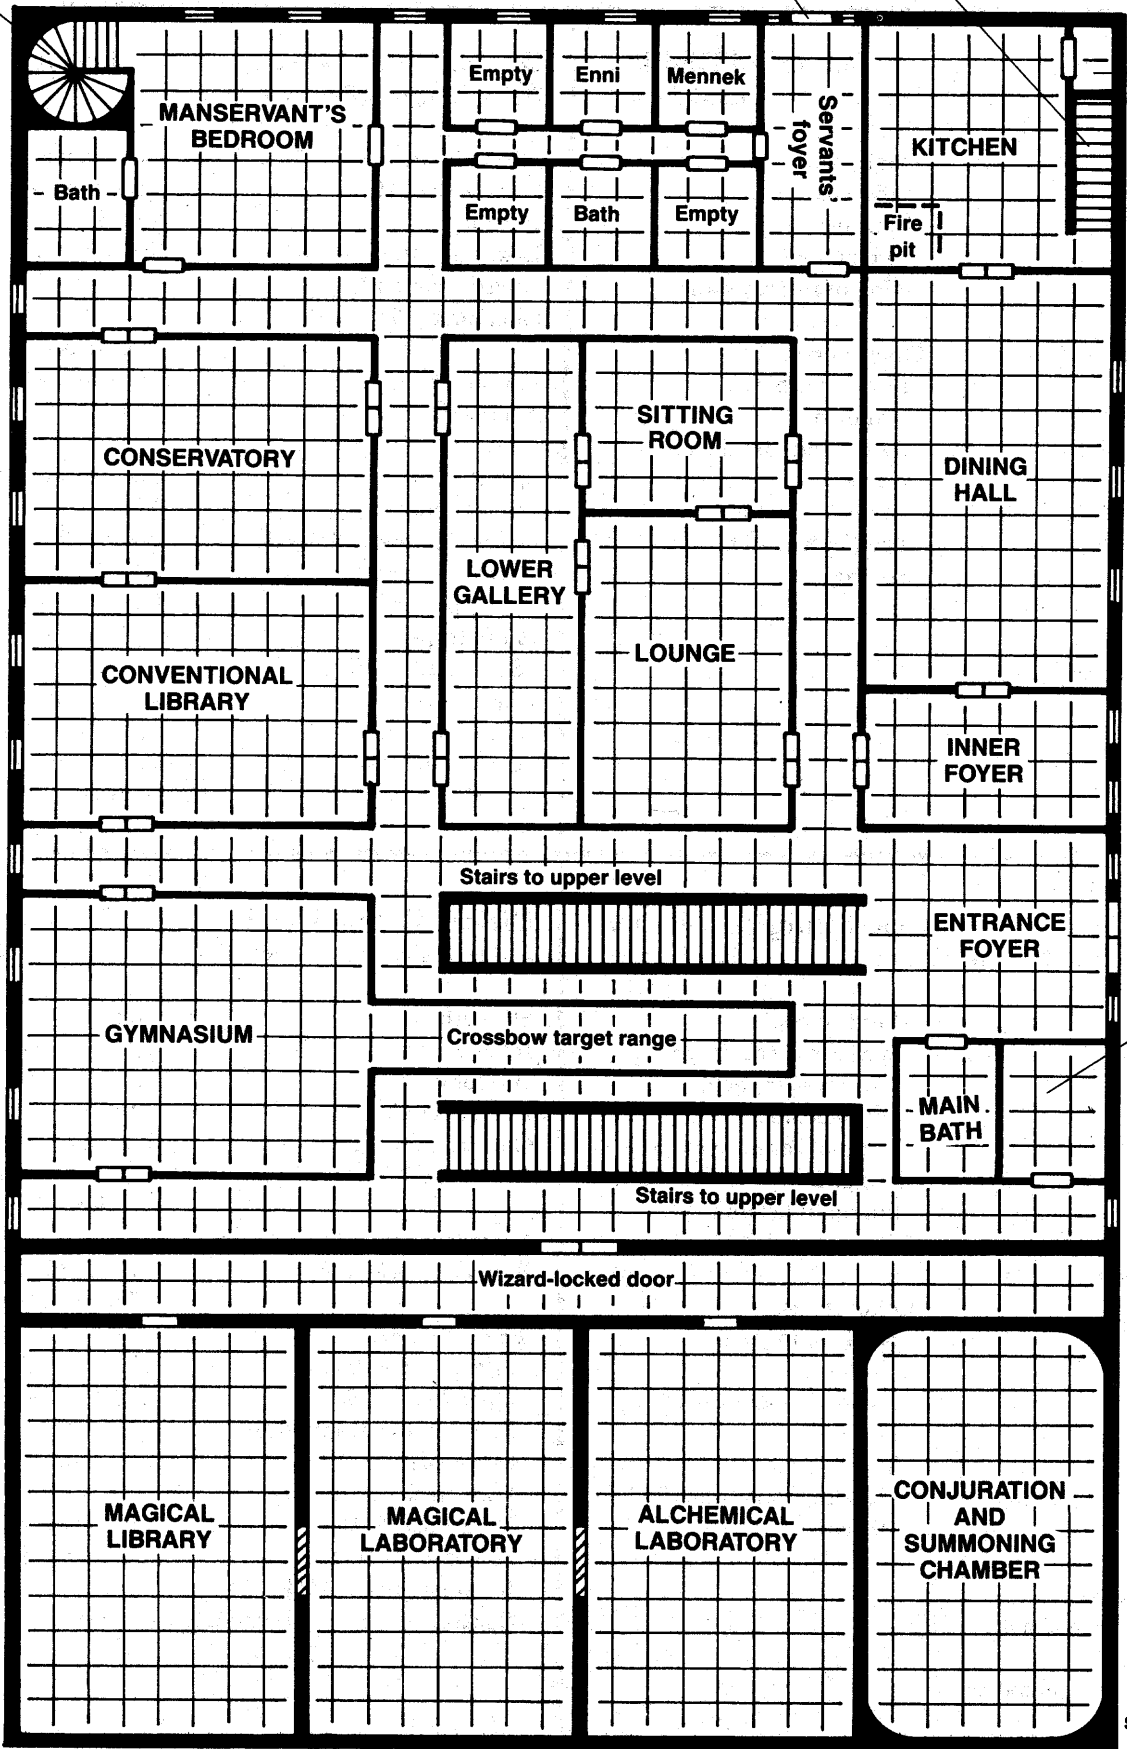 Empty
Enni
Mennek
MANSERVANT'S
BEDROOM
Servants'
foyer
KITCHEN
Bath
Empty
Bath
Empty
Fire
pit
SITTING
ROOM
CONSERVATORY
DINING
HALL
LOWER
GALLERY
LOUNGE
CONVENTIONAL
LIBRARY
INNER
FOYER
Stairs to upper level
ENTRANCE
FOYER
GYMNASIUM
Crossbow target range
MAIN
BATH
Stairs to upper level
Wizard-locked door
MAGICAL
LIBRARY
MAGICAL
LABORATORY
ALCHEMICAL
LABORATORY
CONJURATION
AND
SUMMONING
CHAMBER